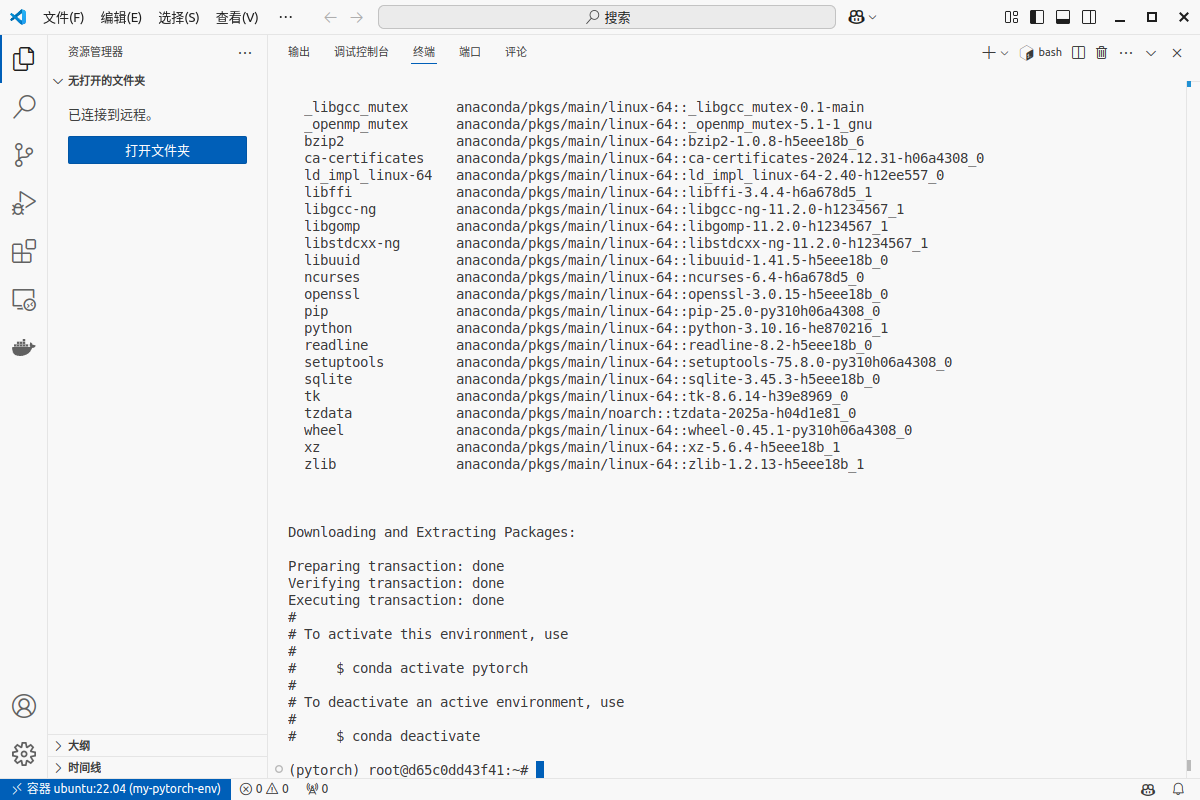 文件(F) 编辑(E) 选择(S) 查看(V) ··· 搜索
资源管理器 ···
无打开的文件夹
已连接到远程。
打开文件夹
大纲
时间线
输出 调试控制台 终端 端口 评论 bash ···
_libgcc_mutex anaconda/pkgs/main/linux-64::_libgcc_mutex-0.1-main
_openmp_mutex anaconda/pkgs/main/linux-64::_openmp_mutex-5.1-1_gnu
bzip2 anaconda/pkgs/main/linux-64::bzip2-1.0.8-h5eee18b_6
ca-certificates anaconda/pkgs/main/linux-64::ca-certificates-2024.12.31-h06a4308_0
ld_impl_linux-64 anaconda/pkgs/main/linux-64::ld_impl_linux-64-2.40-h12ee557_0
libffi anaconda/pkgs/main/linux-64::libffi-3.4.4-h6a678d5_1
libgcc-ng anaconda/pkgs/main/linux-64::libgcc-ng-11.2.0-h1234567_1
libgomp anaconda/pkgs/main/linux-64::libgomp-11.2.0-h1234567_1
libstdcxx-ng anaconda/pkgs/main/linux-64::libstdcxx-ng-11.2.0-h1234567_1
libuuid anaconda/pkgs/main/linux-64::libuuid-1.41.5-h5eee18b_0
ncurses anaconda/pkgs/main/linux-64::ncurses-6.4-h6a678d5_0
openssl anaconda/pkgs/main/linux-64::openssl-3.0.15-h5eee18b_0
pip anaconda/pkgs/main/linux-64::pip-25.0-py310h06a4308_0
python anaconda/pkgs/main/linux-64::python-3.10.16-he870216_1
readline anaconda/pkgs/main/linux-64::readline-8.2-h5eee18b_0
setuptools anaconda/pkgs/main/linux-64::setuptools-75.8.0-py310h06a4308_0
sqlite anaconda/pkgs/main/linux-64::sqlite-3.45.3-h5eee18b_0
tk anaconda/pkgs/main/linux-64::tk-8.6.14-h39e8969_0
tzdata anaconda/pkgs/main/noarch::tzdata-2025a-h04d1e81_0
wheel anaconda/pkgs/main/linux-64::wheel-0.45.1-py310h06a4308_0
xz anaconda/pkgs/main/linux-64::xz-5.6.4-h5eee18b_1
zlib anaconda/pkgs/main/linux-64::zlib-1.2.13-h5eee18b_1
Downloading and Extracting Packages:
Preparing transaction: done
Verifying transaction: done
Executing transaction: done
#
# To activate this environment, use
#
# $ conda activate pytorch
#
# To deactivate an active environment, use
#
# $ conda deactivate
(pytorch) root@d65c0dd43f41:~#
容器 ubuntu:22.04 (my-pytorch-env) 0 0 0